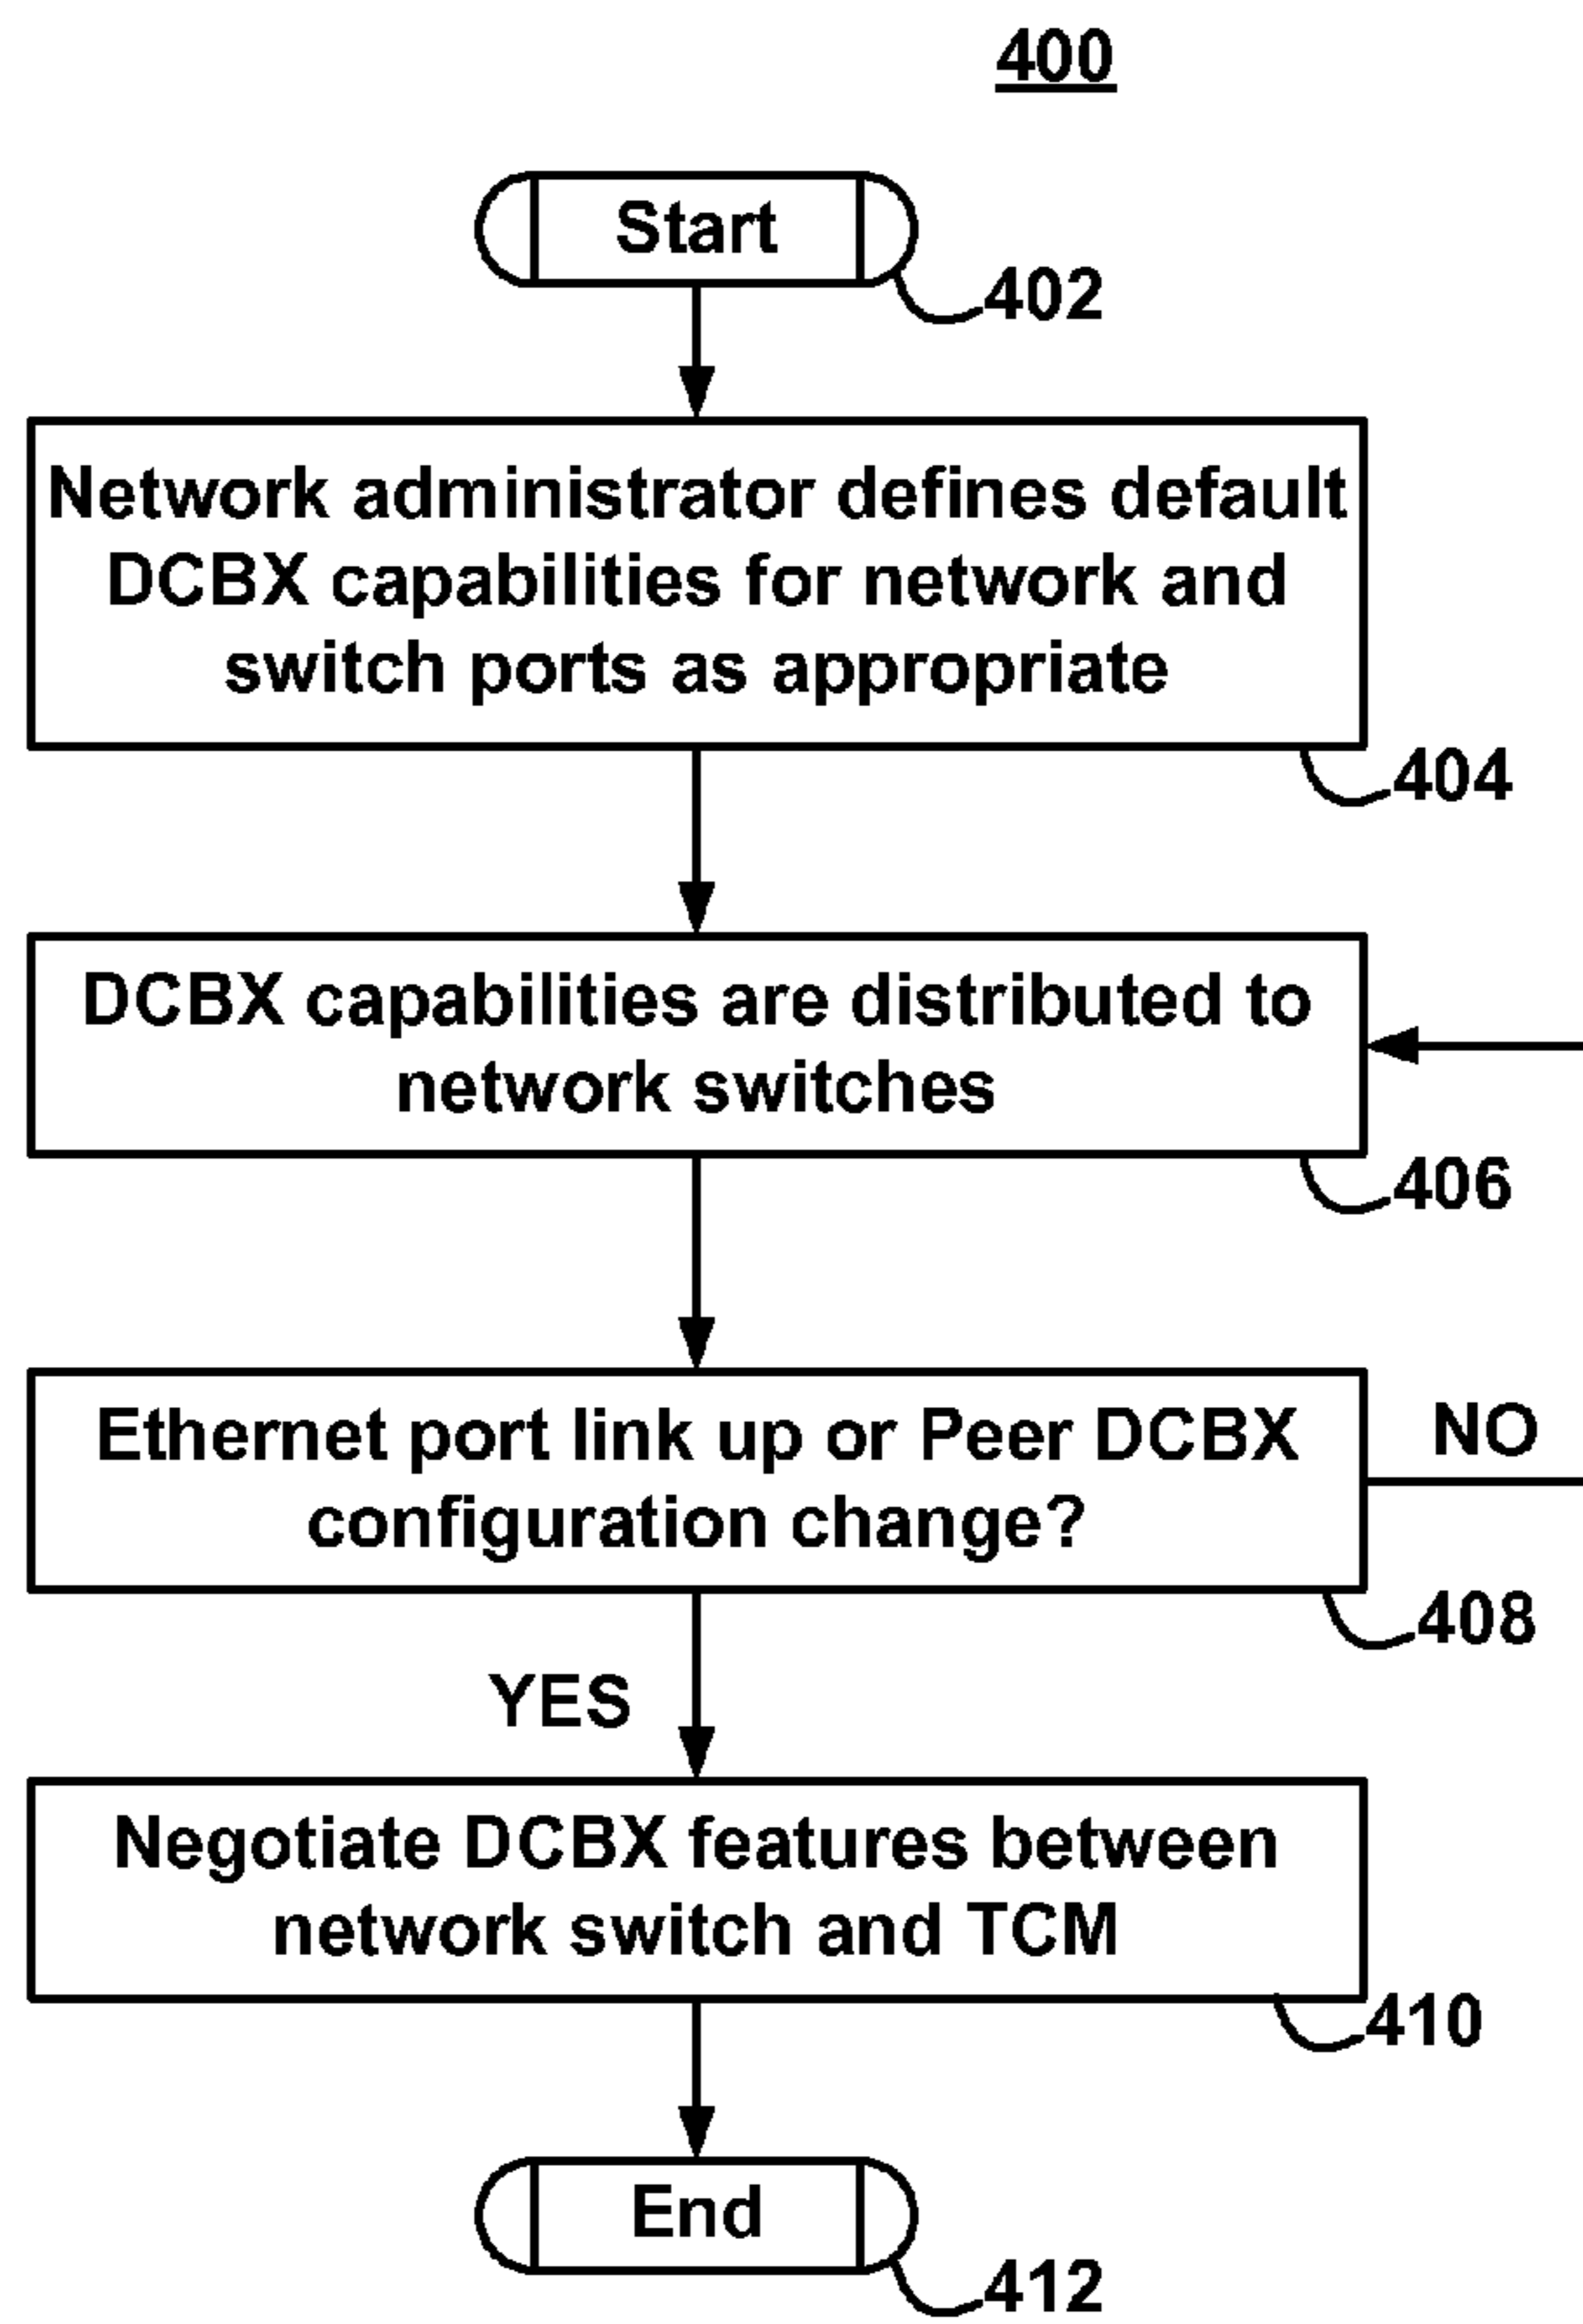 400
Start
402
Network administrator defines default
DCBX capabilities for network and
switch ports as appropriate
404
DCBX capabilities are distributed to
network switches
406
Ethernet port link up or Peer DCBX
configuration change?
NO
408
YES
Negotiate DCBX features between
network switch and TCM
410
End
412